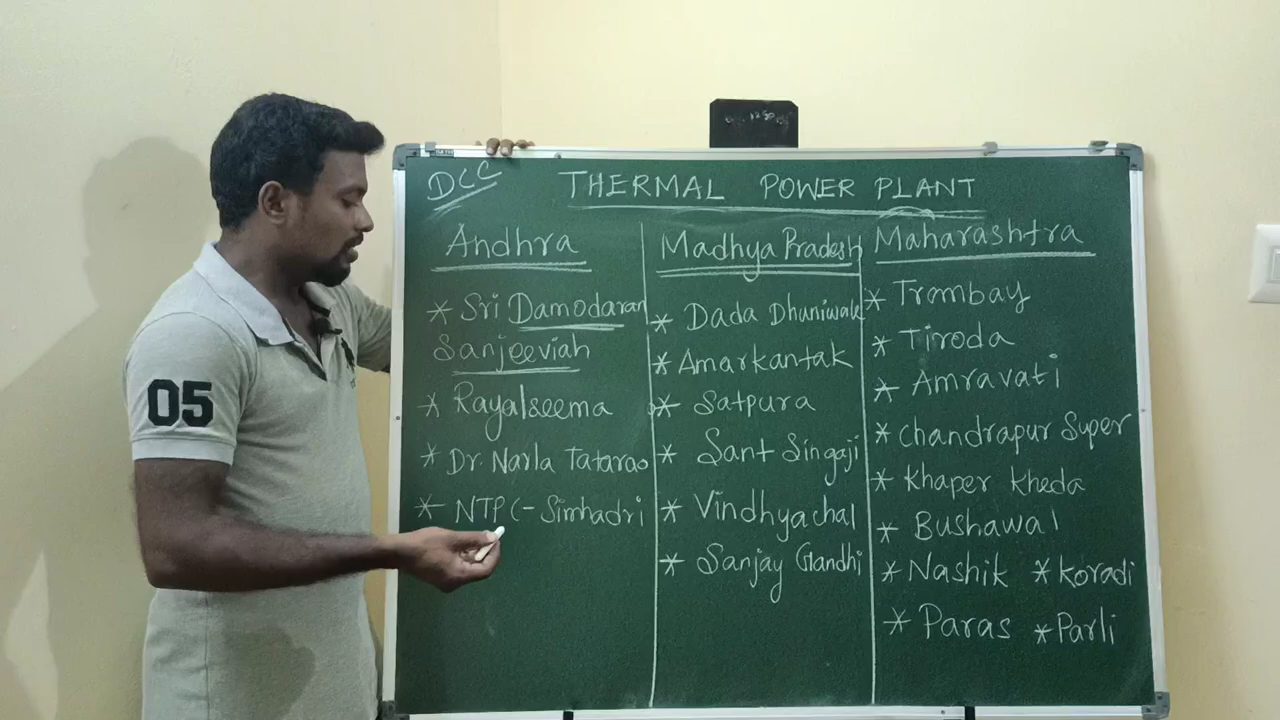 DCC
THERMAL POWER PLANT
Andhra
* Sri Damodaran
Sanjeeviah
* Rayalseema
* Dr. Narla Tatarao
* NTPC - Simhadri
Madhya Pradesh
* Dada Dhuniwale
* Amarkantak
* Satpura
* Sant Singaji
* Vindhyachal
* Sanjay Gandhi
Maharashtra
* Trombay
* Tiroda
* Amravati
* Chandrapur Super
* Khaper Kheda
* Bushawal
* Nashik * Koradi
* Paras * Parli
05